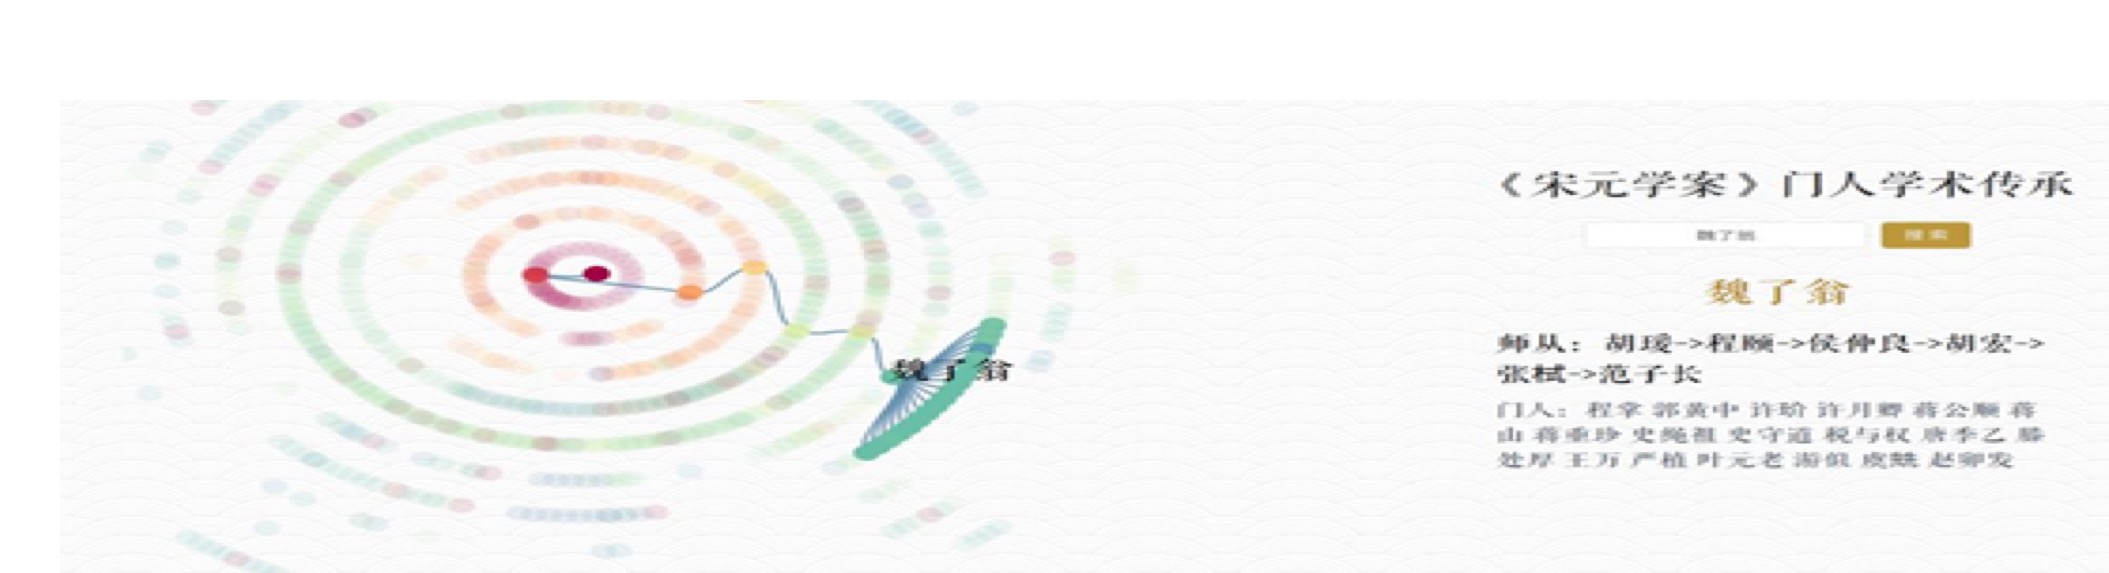 《宋元学案》门人学术传承
魏了翁
搜索
魏了翁
师从：胡瑗->程颐->侯仲良->胡宏->
张栻->范子长
魏了翁
门人：程掌 郭黄中 许玠 许月卿 蒋公顺 蒋
山 蒋重珍 史绳祖 史守道 税与权 唐季乙 滕
处厚 王万 严植 叶元老 游似 虞𣙜 赵卯发